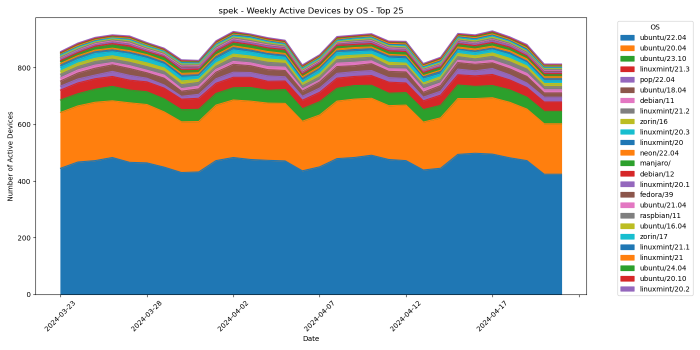 spek - Weekly Active Devices by OS - Top 25
Number of Active Devices
800
600
400
200
0
2024-03-23
2024-03-28
2024-04-02
2024-04-07
2024-04-12
2024-04-17
Date
OS
ubuntu/22.04
ubuntu/20.04
ubuntu/23.10
linuxmint/21.3
pop/22.04
ubuntu/18.04
debian/11
linuxmint/21.2
zorin/16
linuxmint/20.3
linuxmint/20
neon/22.04
manjaro/
debian/12
linuxmint/20.1
fedora/39
ubuntu/21.04
raspbian/11
ubuntu/16.04
zorin/17
linuxmint/21.1
linuxmint/21
ubuntu/24.04
ubuntu/20.10
linuxmint/20.2